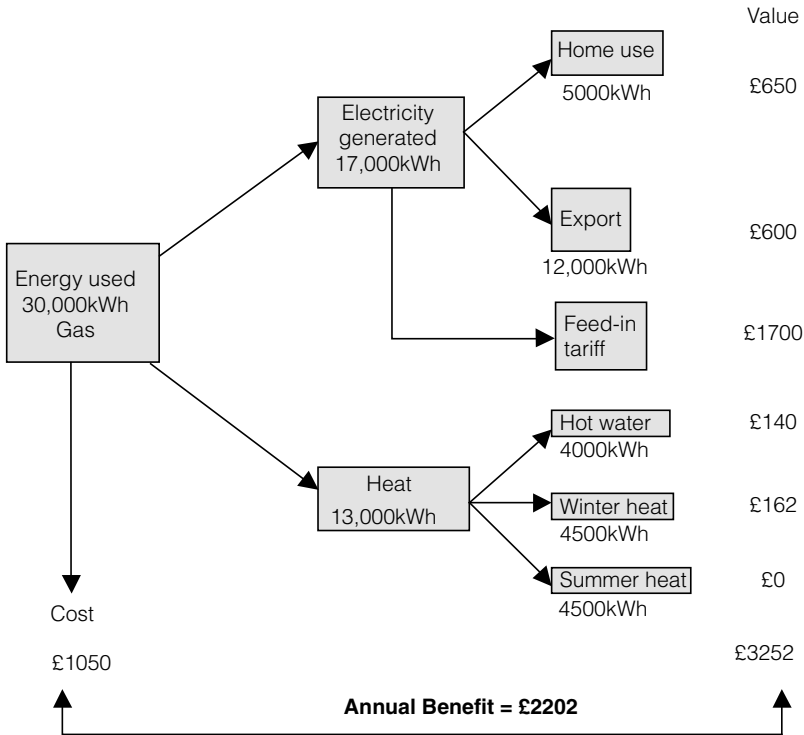 Value
Home use
5000kWh
£650
Electricity
generated
17,000kWh
Export
12,000kWh
£600
Energy used
30,000kWh
Gas
Feed-in
tariff
£1700
Hot water
4000kWh
£140
Heat
13,000kWh
Winter heat
4500kWh
£162
Summer heat
4500kWh
£0
Cost
£1050
£3252
Annual Benefit = £2202